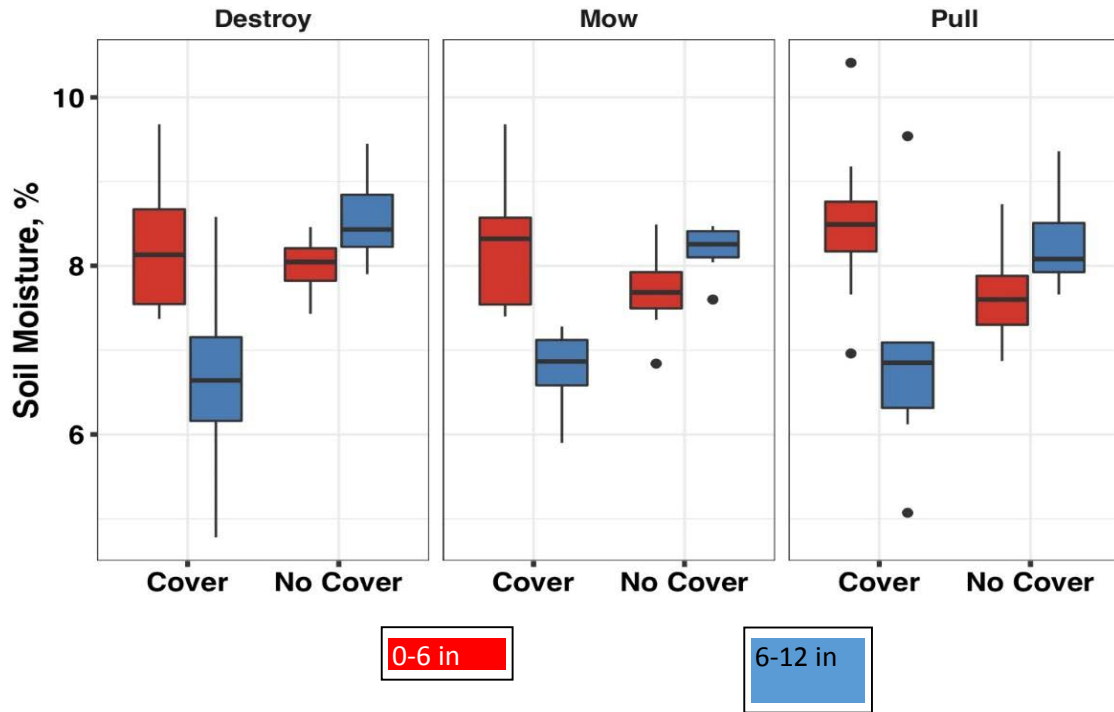 Destroy Mow Pull
Soil Moisture, %
10
8
6
Cover No Cover Cover No Cover Cover No Cover
0-6 in 6-12 in